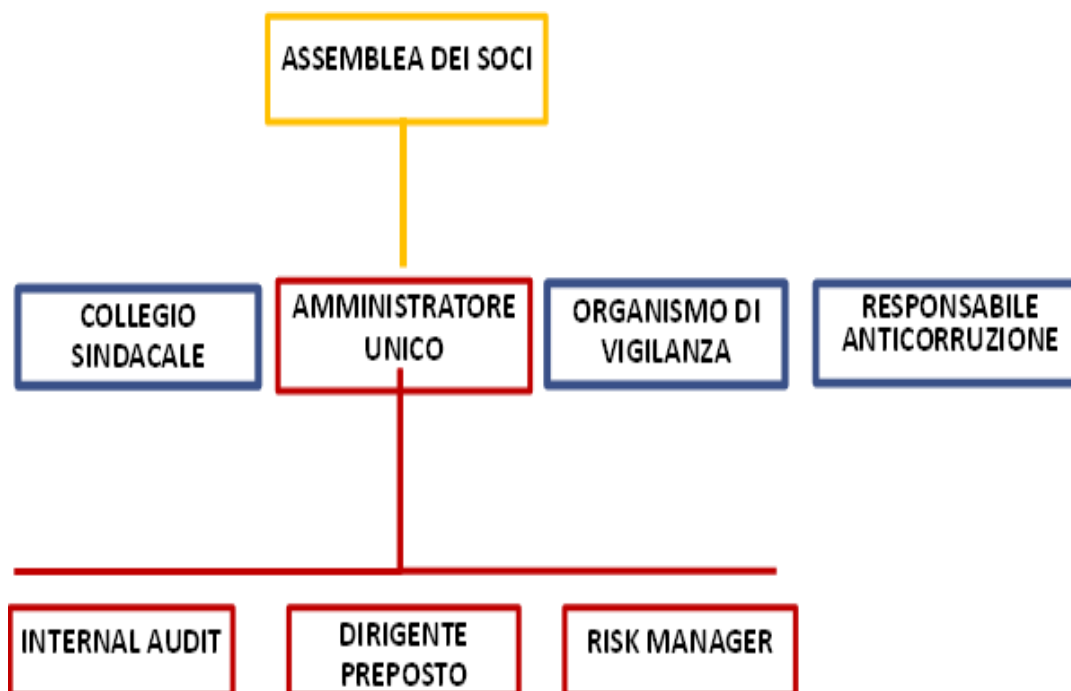 ASSEMBLEA DEI SOCI
COLLEGIO
SINDACALE
AMMINISTRATORE
UNICO
ORGANISMO DI
VIGILANZA
RESPONSABILE
ANTICORRUZIONE
INTERNAL AUDIT
DIRIGENTE
PREPOSTO
RISK MANAGER